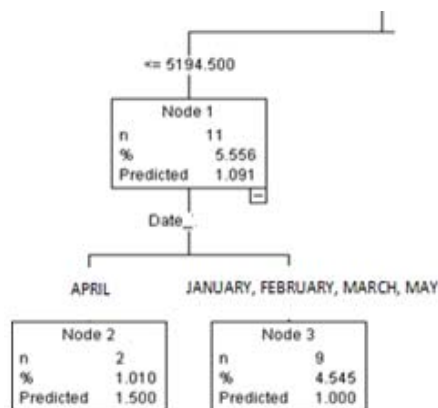 <= 5194.500
Node 1
n 11
% 5.556
Predicted 1.091
Date_
APRIL
JANUARY, FEBRUARY, MARCH, MAY
Node 2
n 2
% 1.010
Predicted 1.500
Node 3
n 9
% 4.545
Predicted 1.000